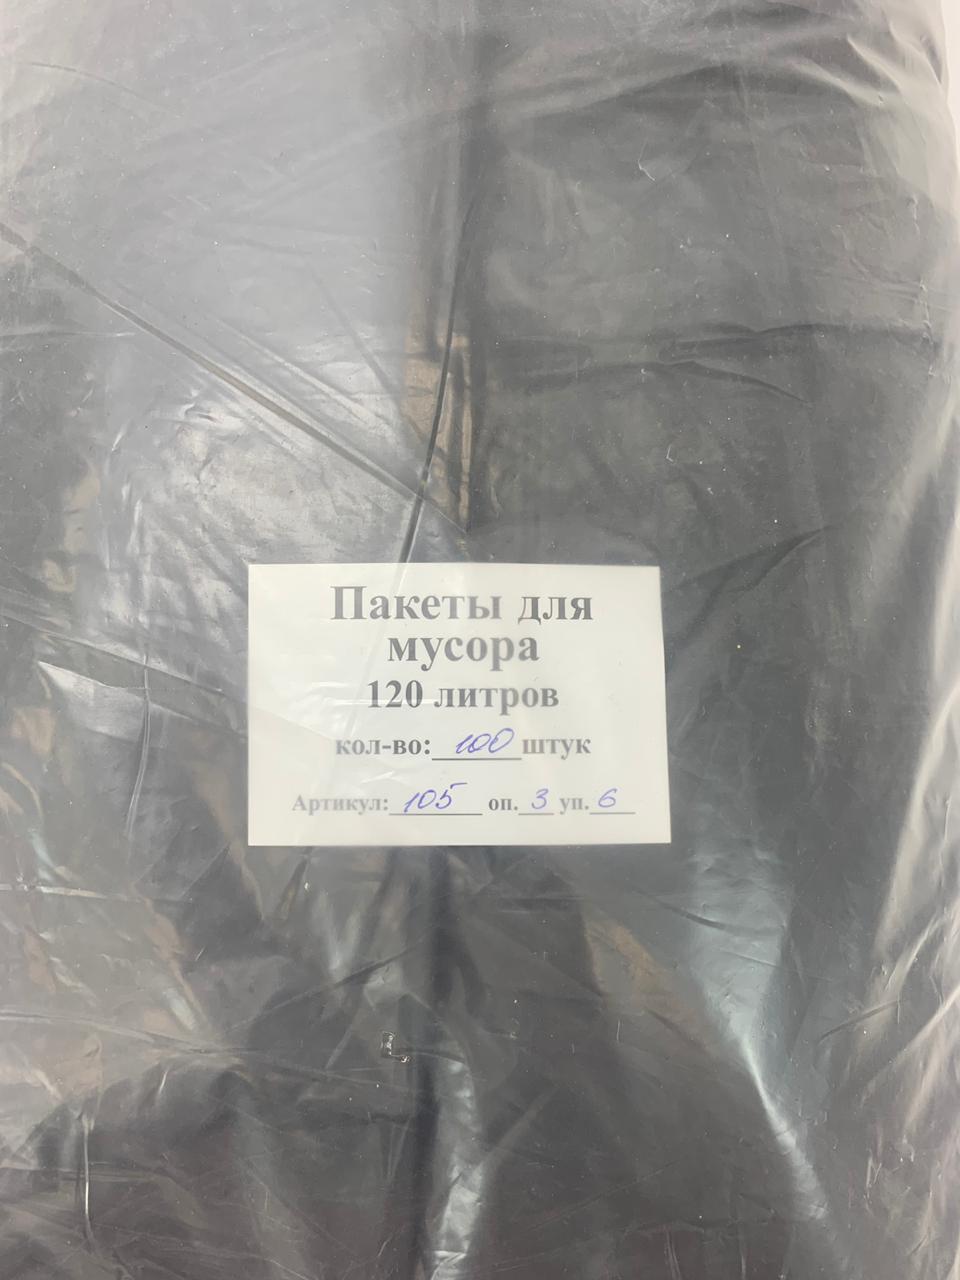 Пакеты для
мусора
120 литров
кол-во: 100 штук
Артикул: 105 оп. 3 уп. 6